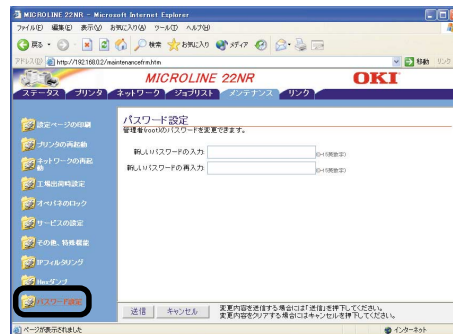 MICROLINE 22NR - Microsoft Internet Explorer
ファイル(F) 編集(E) 表示(V) お気に入り(A) ツール(T) ヘルプ(H)
戻る 検索 お気に入り メディア
アドレス(D) http://192.168.0.2/maintenancefrm.htm 移動 リンク
MICROLINE 22NR OKI
ステータス プリンタ ネットワーク ジョブリスト メンテナンス リンク
設定ページの印刷
プリンタの再起動
ネットワークの再起動
工場出荷時設定
オペパネのロック
サービスの設定
その他、特殊機能
IPフィルタリング
Hexダンプ
パスワード設定
パスワード設定
管理者(root)のパスワードを変更できます。
新しいパスワードの入力: (0-15英数字)
新しいパスワードの再入力: (0-15英数字)
送信 キャンセル
変更内容を送信する場合には「送信」を押下してください。
変更内容をクリアする場合にはキャンセルを押下してください。
ページが表示されました インターネット